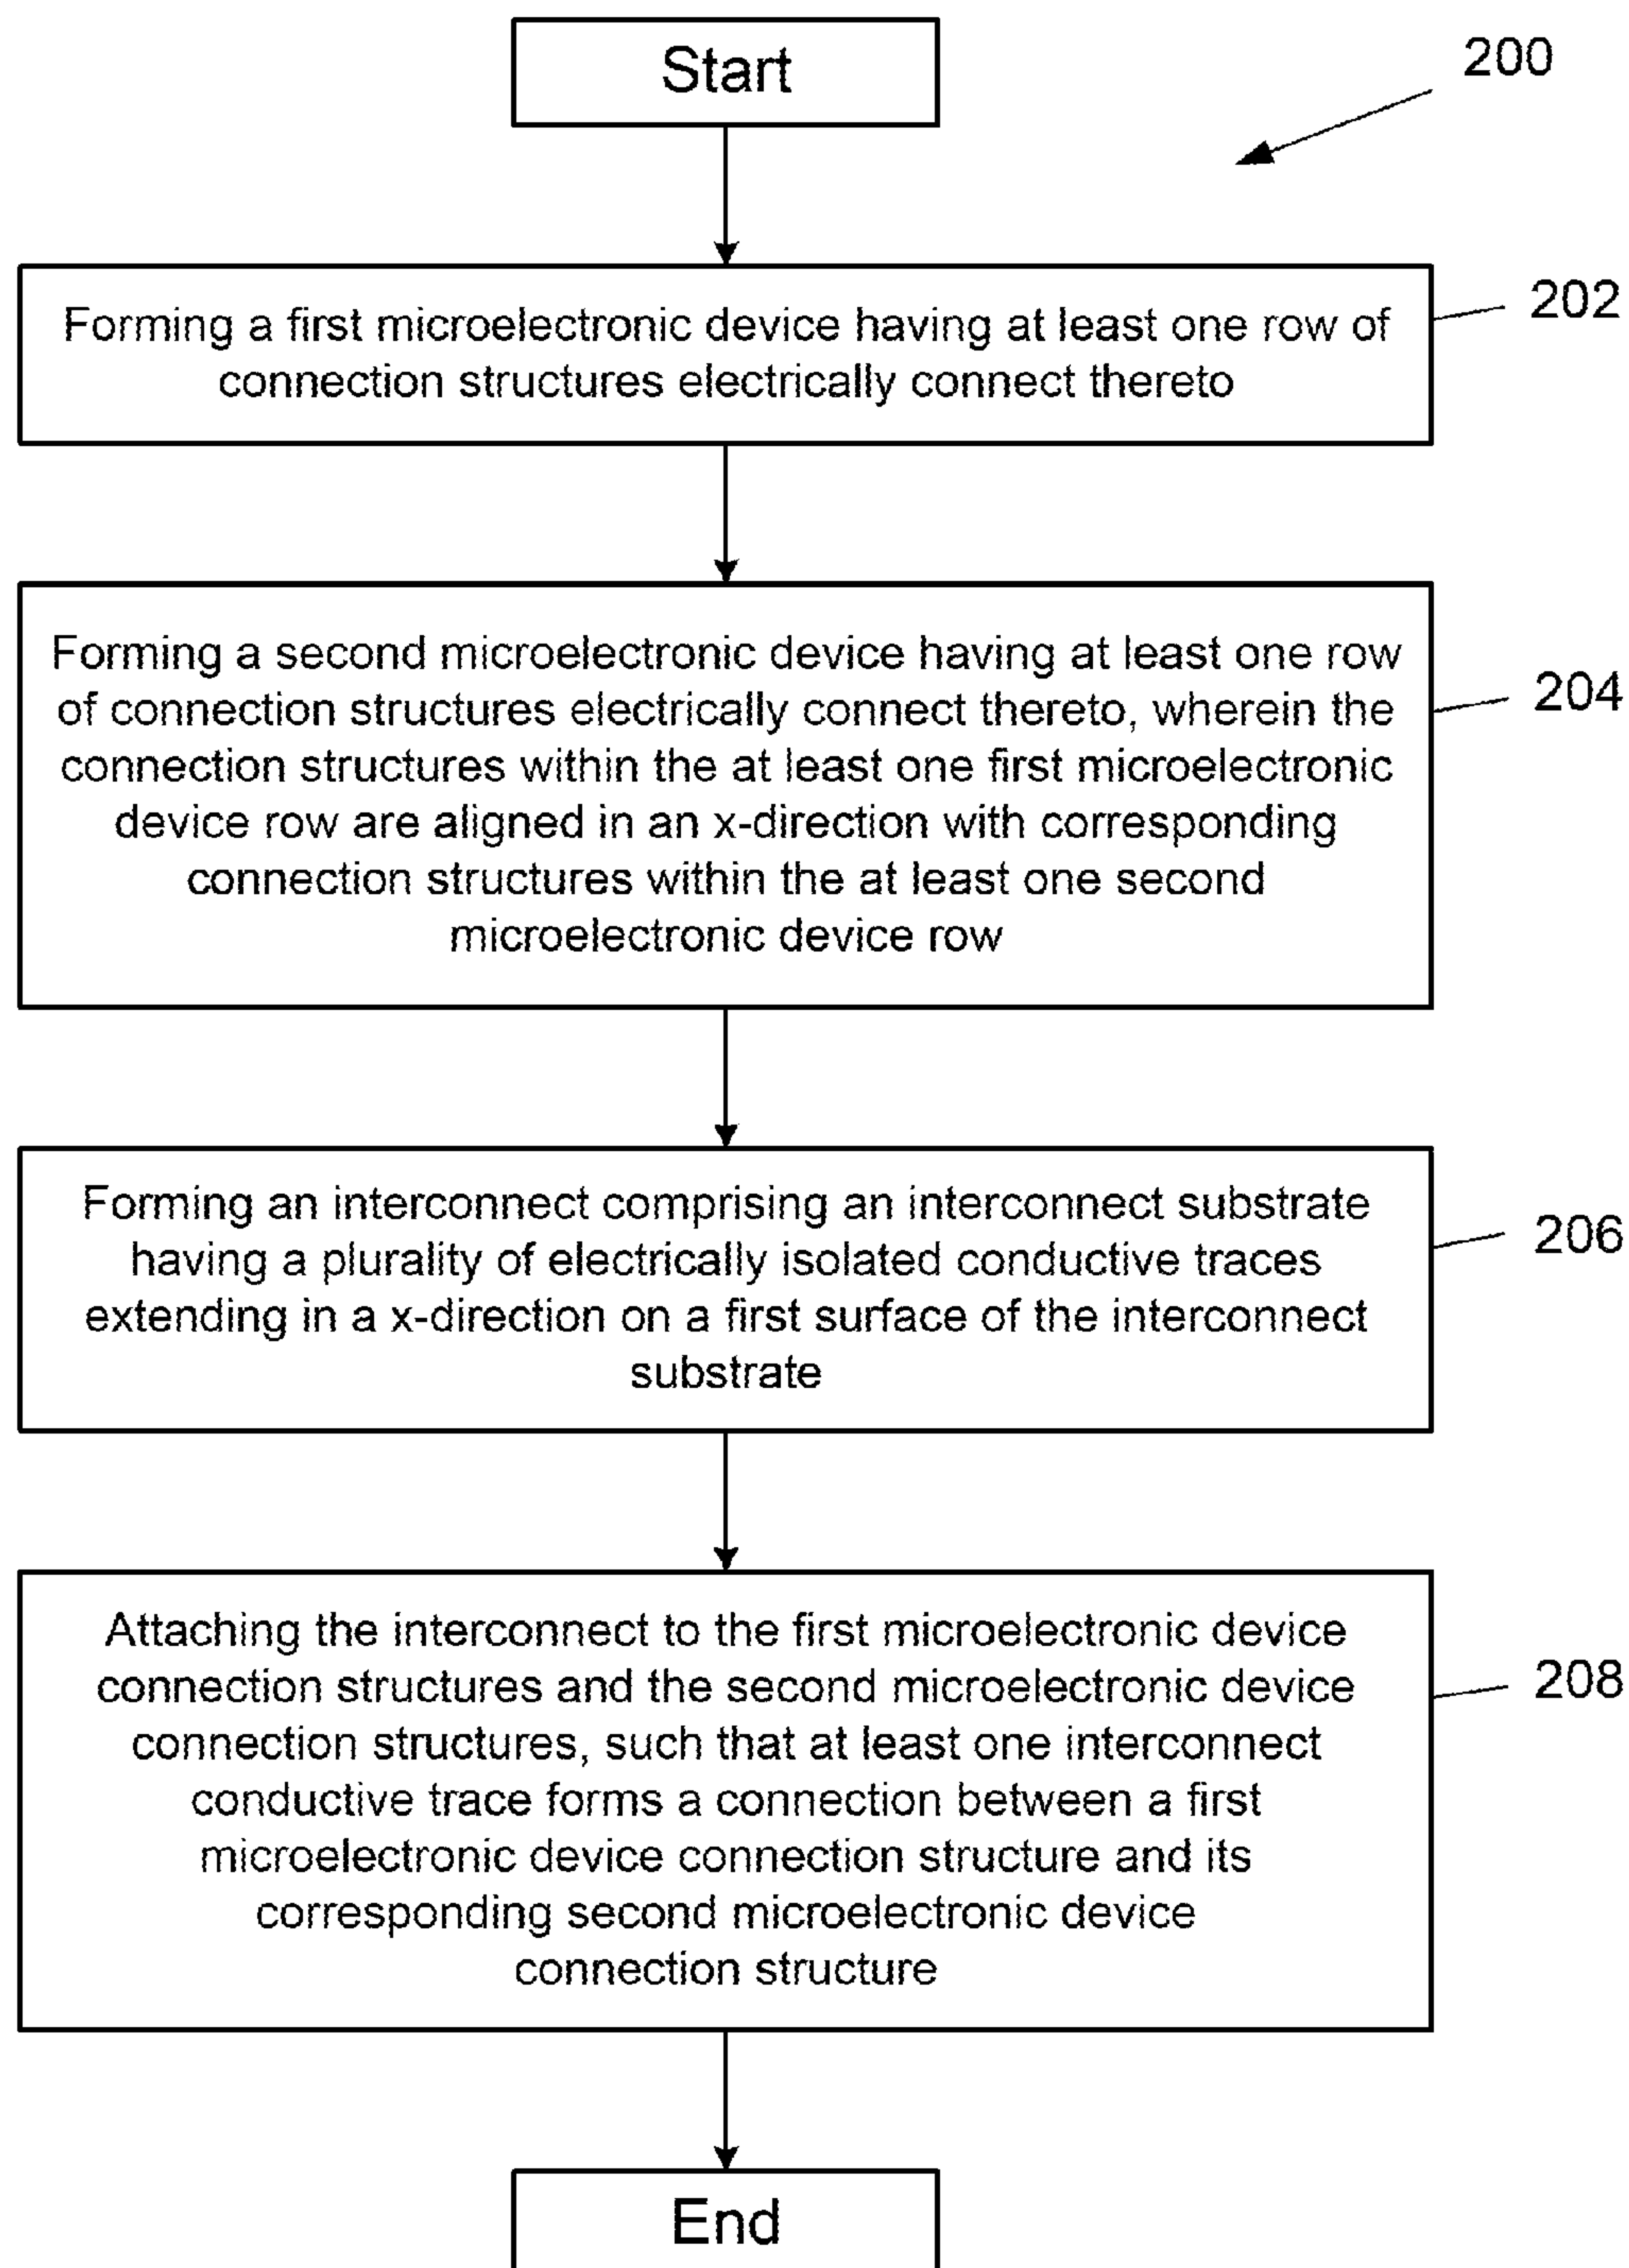 Start
200
Forming a first microelectronic device having at least one row of
connection structures electrically connect thereto
202
Forming a second microelectronic device having at least one row
of connection structures electrically connect thereto, wherein the
connection structures within the at least one first microelectronic
device row are aligned in an x-direction with corresponding
connection structures within the at least one second
microelectronic device row
204
Forming an interconnect comprising an interconnect substrate
having a plurality of electrically isolated conductive traces
extending in a x-direction on a first surface of the interconnect
substrate
206
Attaching the interconnect to the first microelectronic device
connection structures and the second microelectronic device
connection structures, such that at least one interconnect
conductive trace forms a connection between a first
microelectronic device connection structure and its
corresponding second microelectronic device
connection structure
208
End